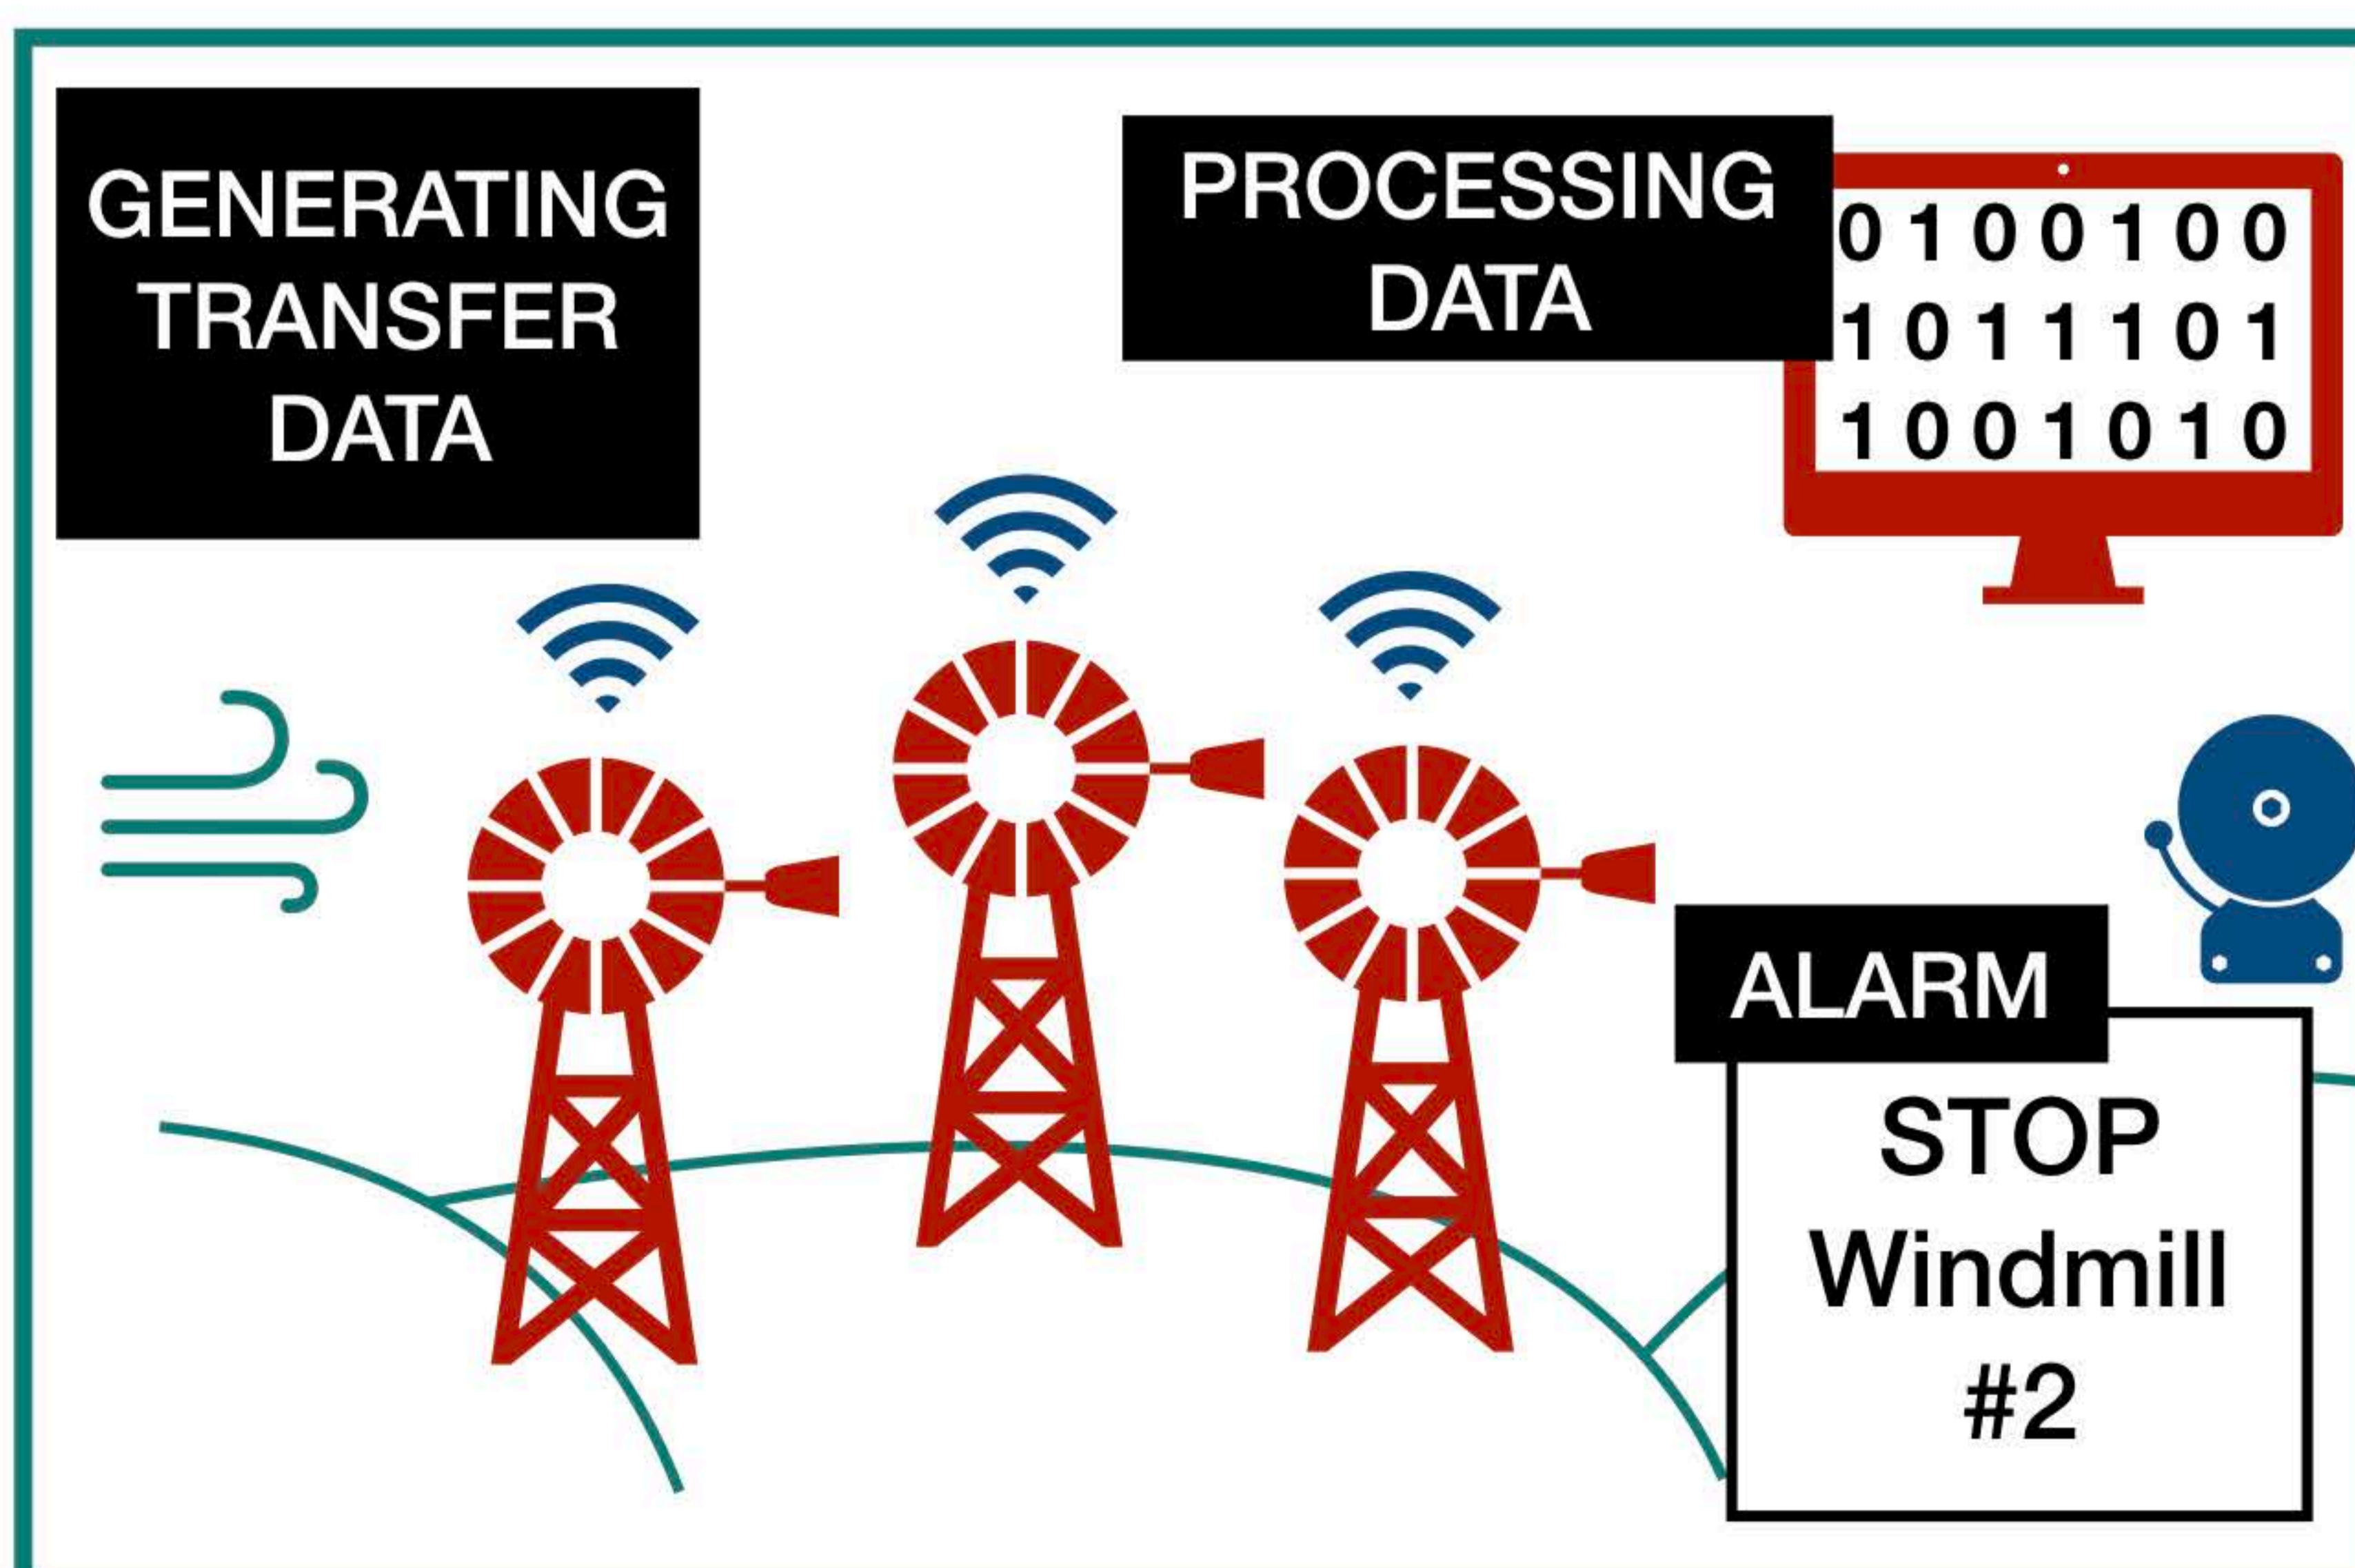 GENERATING
TRANSFER
DATA
PROCESSING
DATA
0 1 0 0 1 0 0
1 0 1 1 1 0 1
1 0 0 1 0 1 0
ALARM
STOP
Windmill
#2